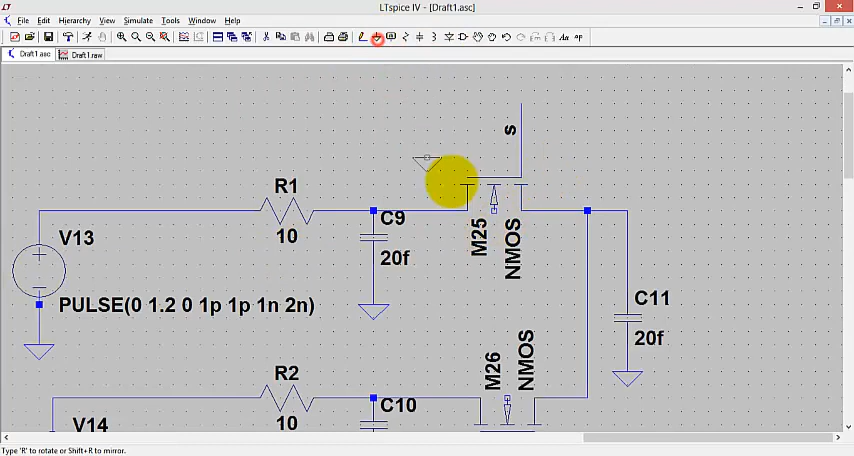 LTspice IV - [Draft1.asc]
File Edit Hierarchy View Simulate Tools Window Help
Aa .op
Draft1.asc Draft1.raw
s
R1
10
C9
20f
V13
PULSE(0 1.2 0 1p 1p 1n 2n)
M25
NMOS
C11
20f
M26
NMOS
R2
10
C10
V14
Type 'R' to rotate or Shift+R to mirror.